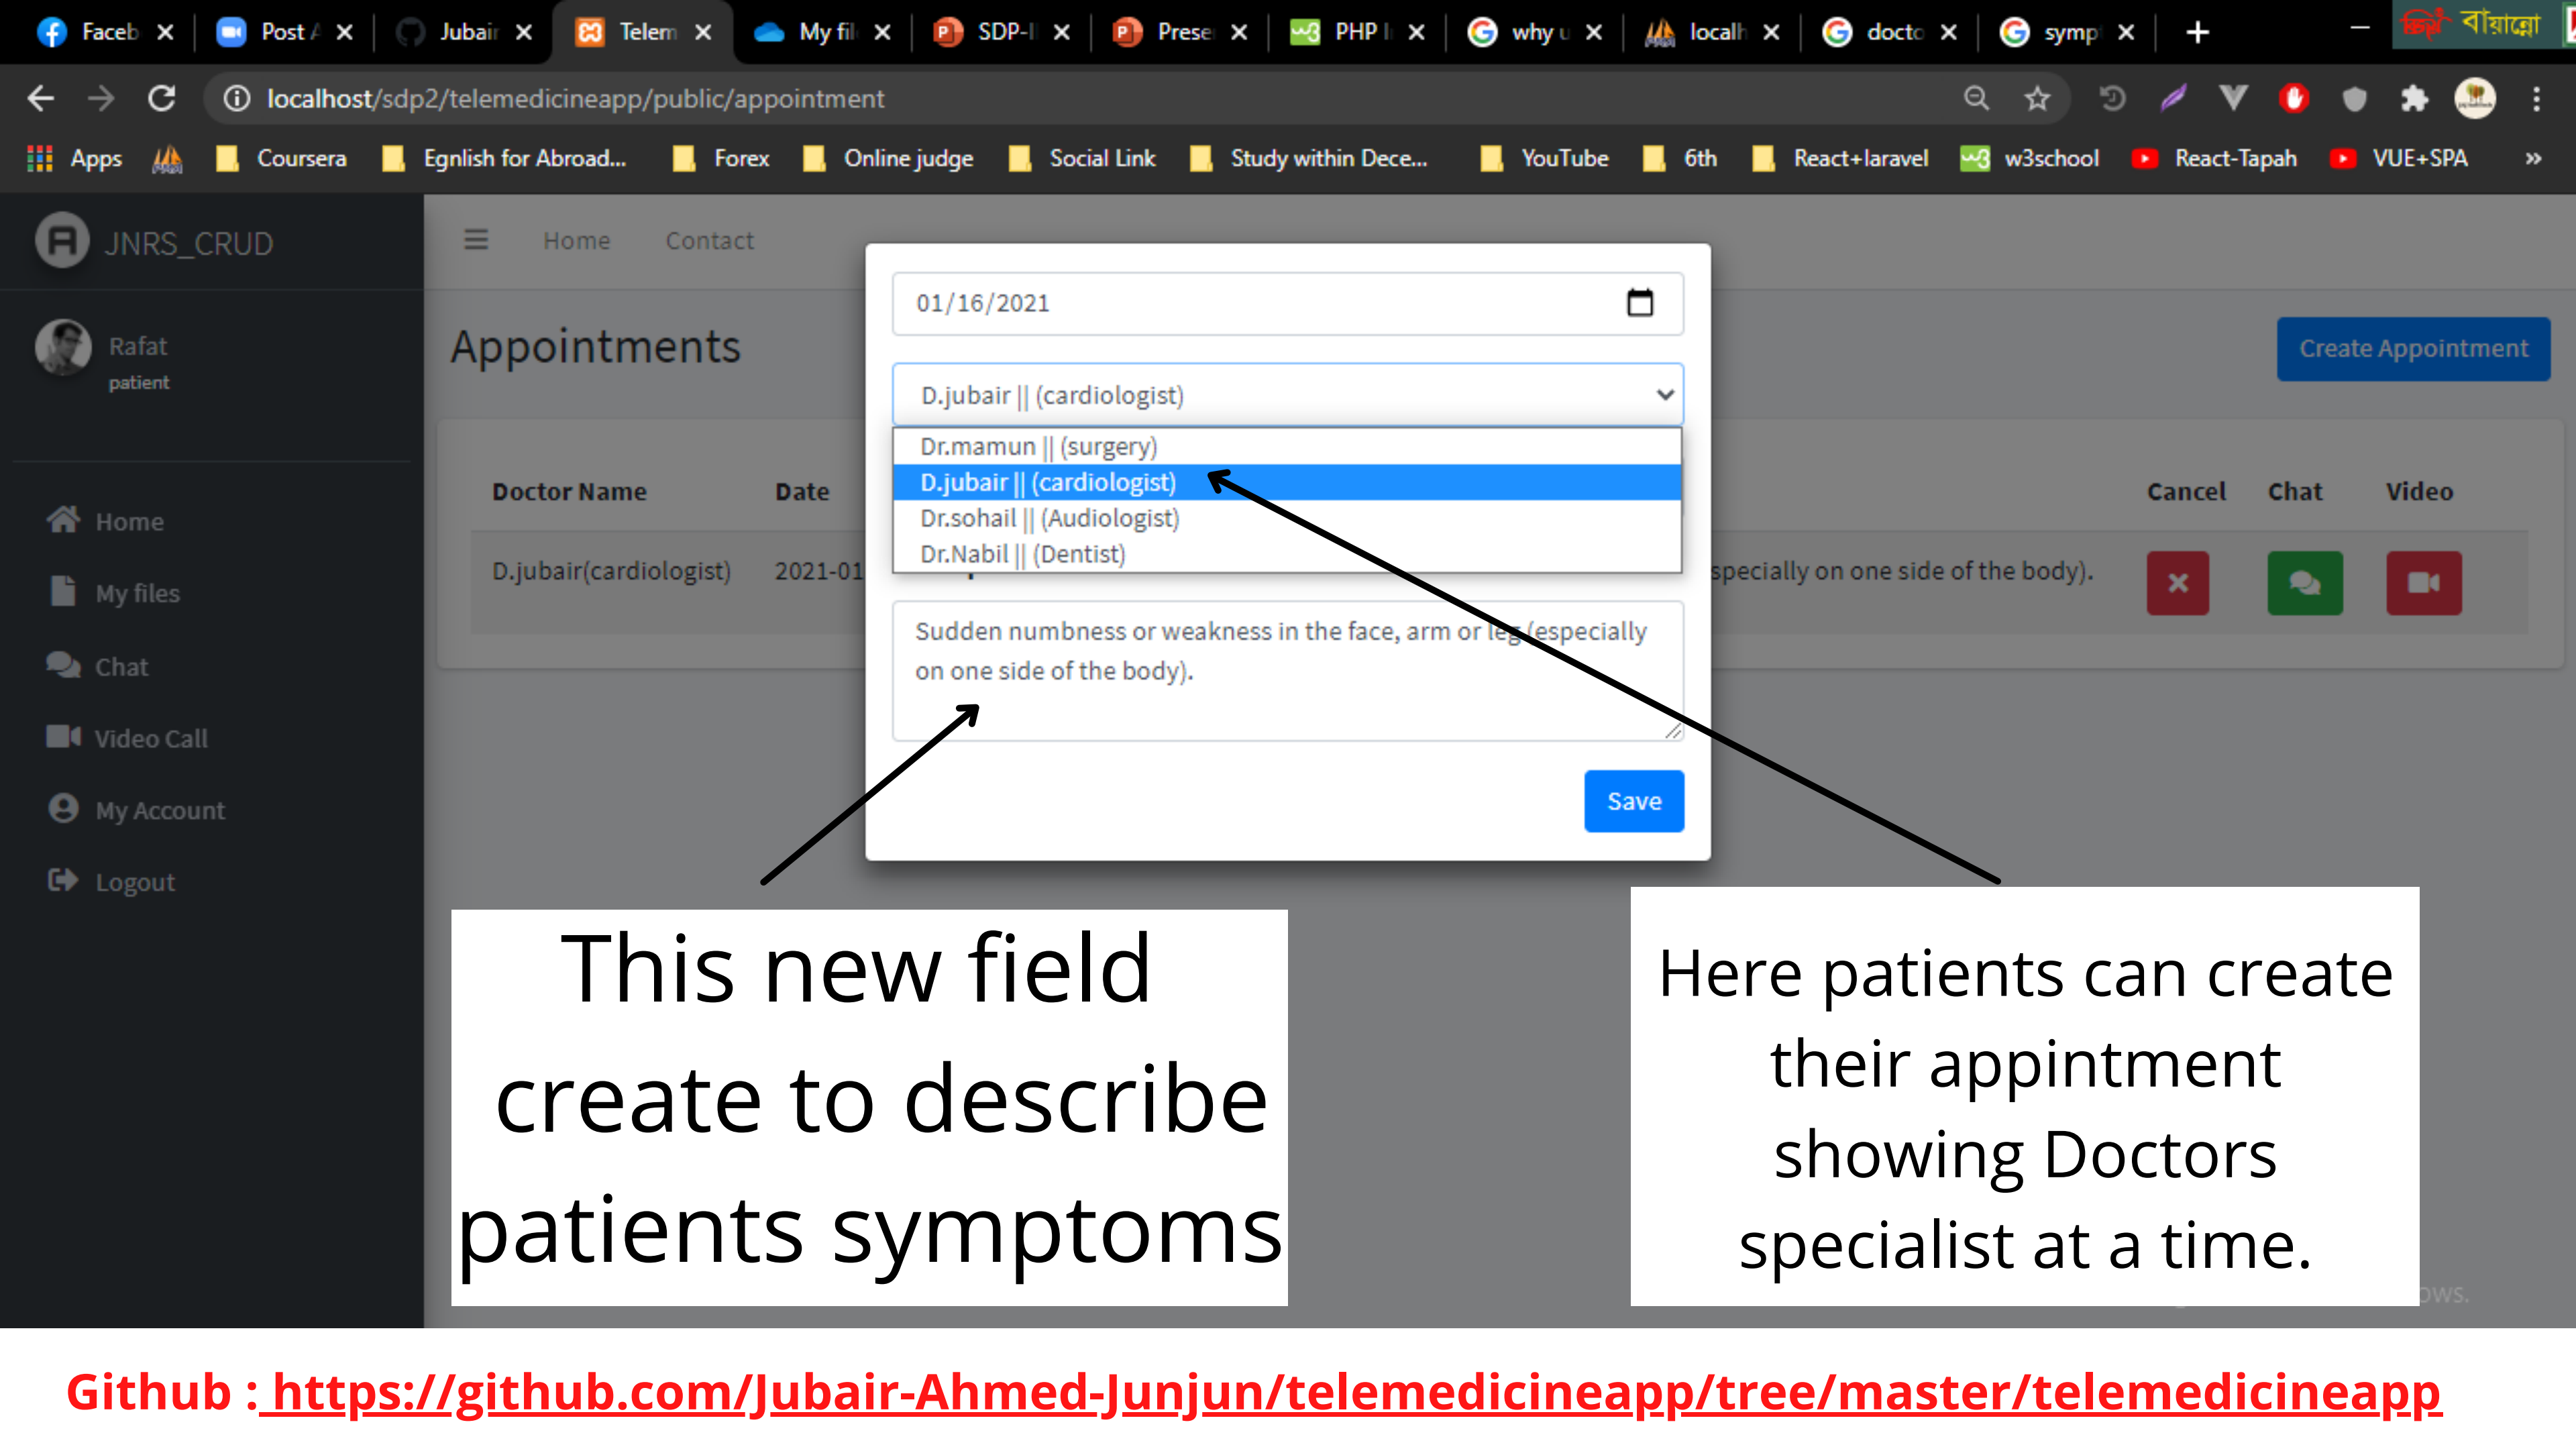 Faceb
Post A
Jubair
Telem
My fil
SDP-I
Prese
PHP I
why u
localh
docto
symp
বায়ান্নো
localhost/sdp2/telemedicineapp/public/appointment
Apps
Coursera
Egnlish for Abroad...
Forex
Online judge
Social Link
Study within Dece...
YouTube
6th
React+laravel
w3school
React-Tapah
VUE+SPA
»
JNRS_CRUD
Home
Contact
Rafat
patient
Home
My files
Chat
Video Call
My Account
Logout
Appointments
Create Appointment
Doctor Name
Date
Cancel
Chat
Video
D.jubair(cardiologist)
2021-01
specially on one side of the body).
01/16/2021
D.jubair || (cardiologist)
Dr.mamun || (surgery)
D.jubair || (cardiologist)
Dr.sohail || (Audiologist)
Dr.Nabil || (Dentist)
Sudden numbness or weakness in the face, arm or leg (especially
on one side of the body).
Save
This new field
create to describe
patients symptoms
Here patients can create
their appintment
showing Doctors
specialist at a time.
ows.
Github : https://github.com/Jubair-Ahmed-Junjun/telemedicineapp/tree/master/telemedicineapp